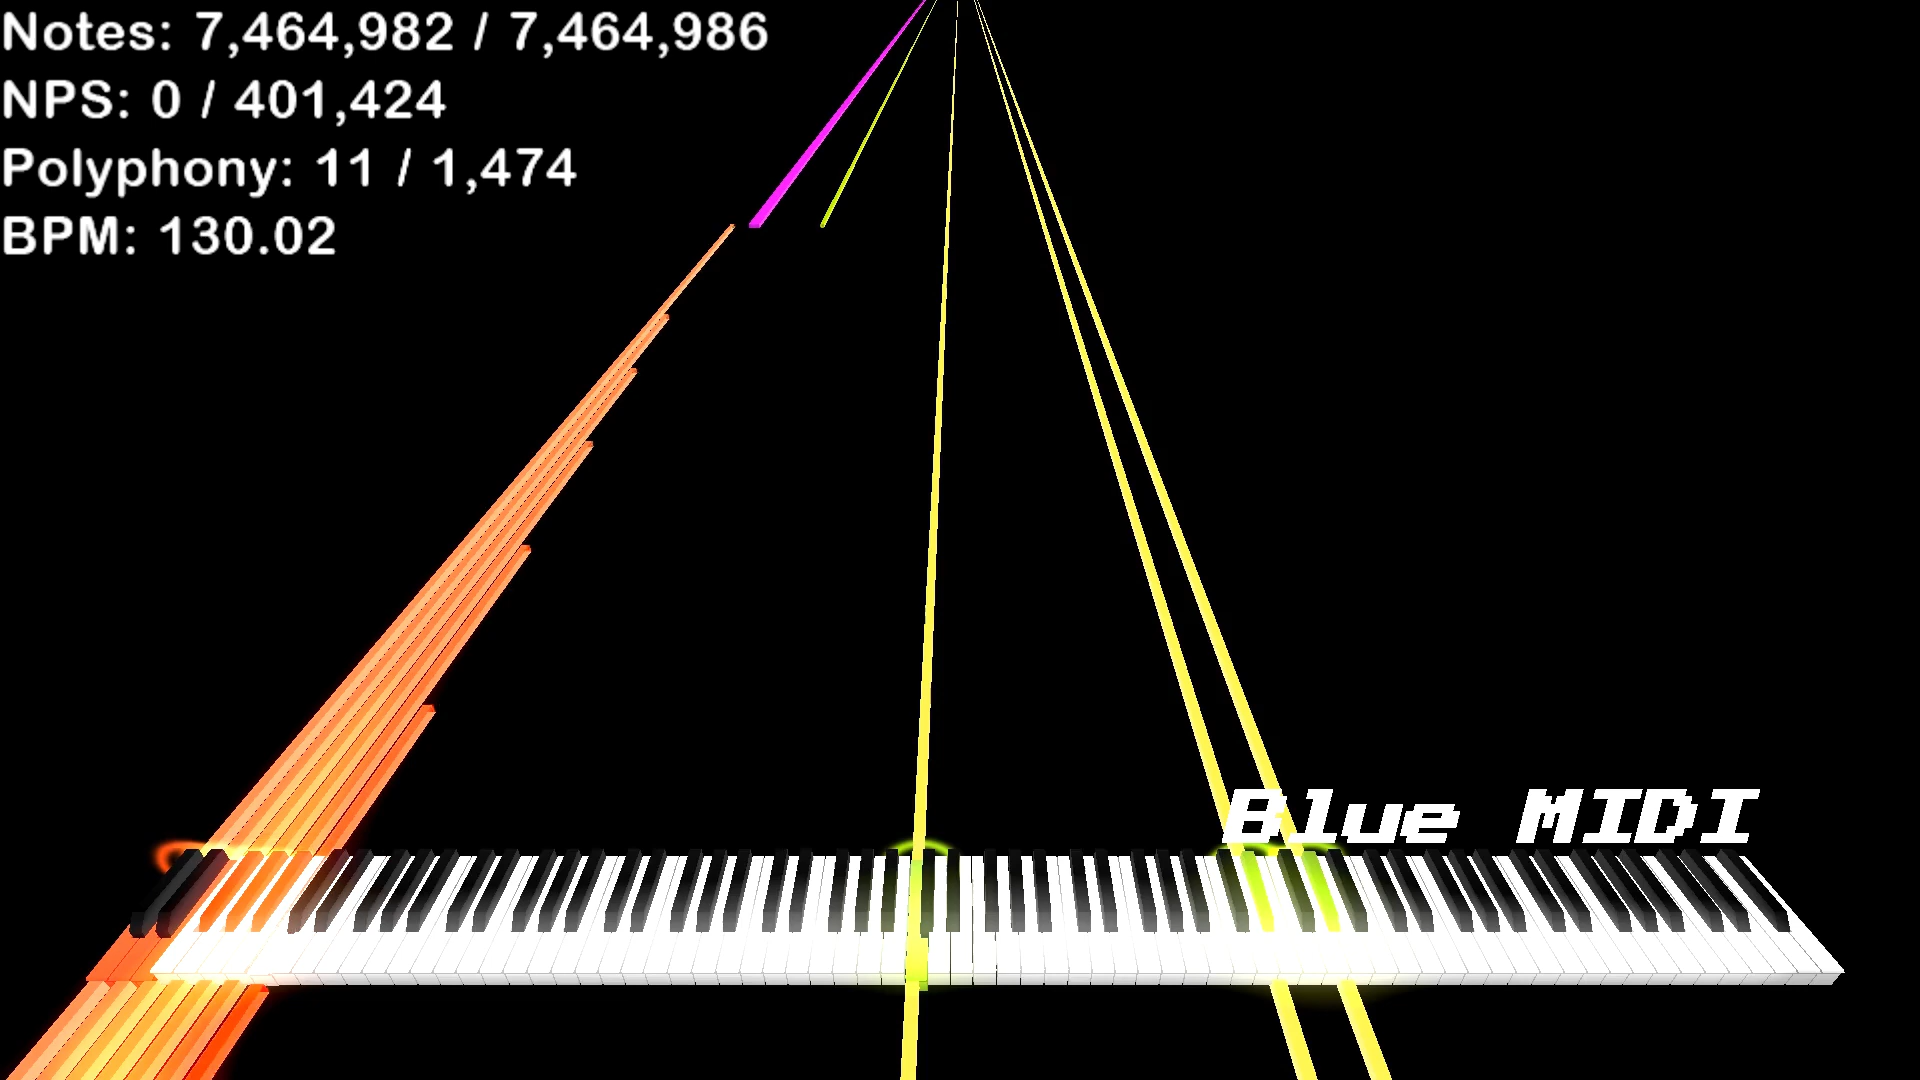 Notes: 7,464,982 / 7,464,986
NPS: 0 / 401,424
Polyphony: 11 / 1,474
BPM: 130.02
Blue MIDI